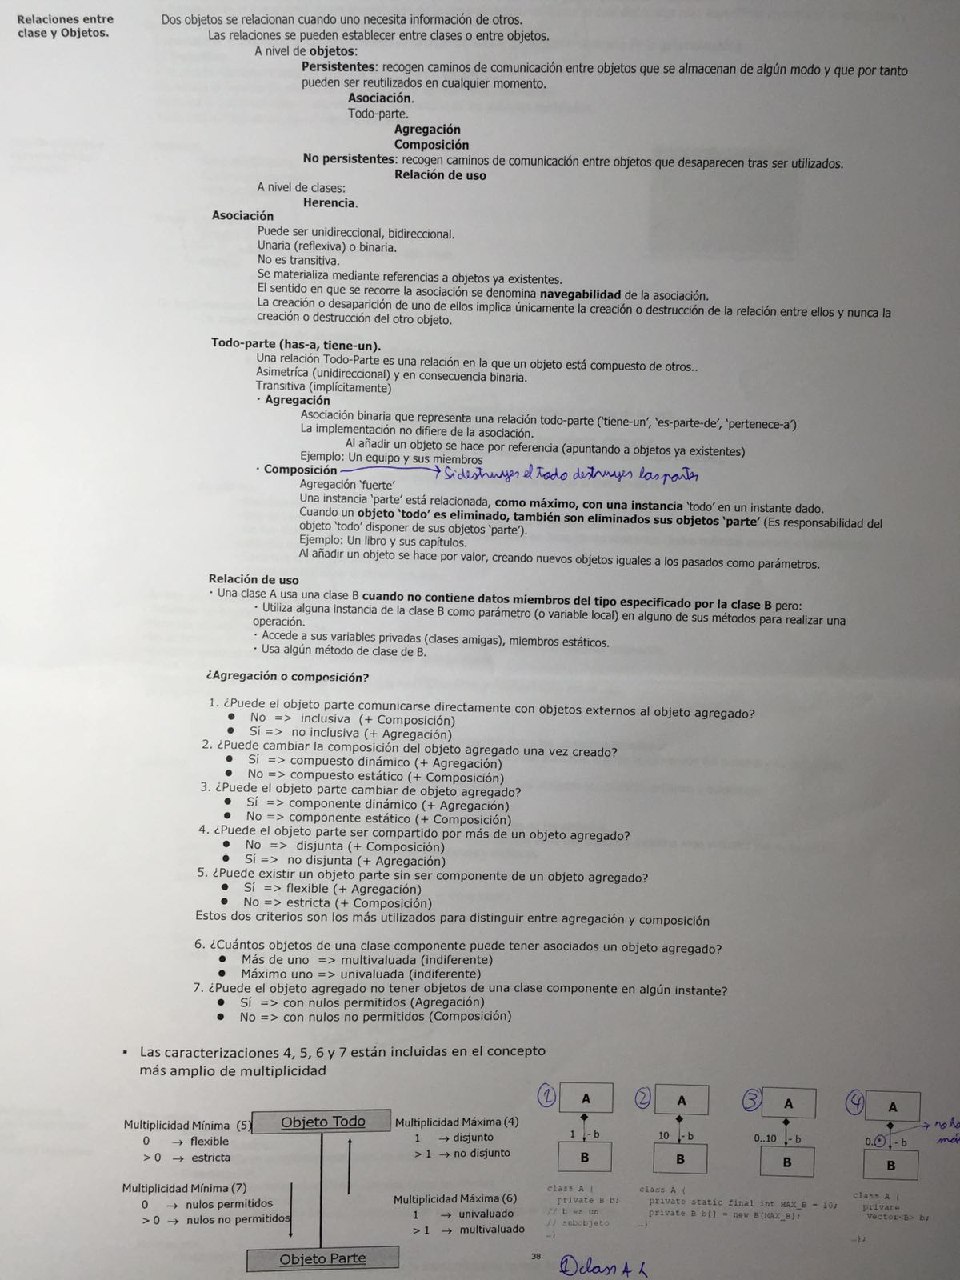 Relaciones entre
clase y Objetos.
Dos objetos se relacionan cuando uno necesita información de otros.
Las relaciones se pueden establecer entre clases o entre objetos.
A nivel de objetos:
Persistentes: recogen caminos de comunicación entre objetos que se almacenan de algún modo y que por tanto
pueden ser reutilizados en cualquier momento.
Asociación.
Todo-parte.
Agregación
Composición
No persistentes: recogen caminos de comunicación entre objetos que desaparecen tras ser utilizados.
Relación de uso
A nivel de clases:
Herencia.
Asociación
Puede ser unidireccional, bidireccional.
Unaria (reflexiva) o binaria.
No es transitiva.
Se materializa mediante referencias a objetos ya existentes.
El sentido en que se recorre la asociación se denomina navegabilidad de la asociación.
La creación o desaparición de uno de ellos implica únicamente la creación o destrucción de la relación entre ellos y nunca la
creación o destrucción del otro objeto.
Todo-parte (has-a, tiene-un).
Una relación Todo-Parte es una relación en la que un objeto está compuesto de otros..
Asimetríca (unidireccional) y en consecuencia binaria.
Transitiva (implícitamente)
· Agregación
Asociación binaria que representa una relación todo-parte ('tiene-un', 'es-parte-de', 'pertenece-a')
La implementación no difiere de la asociación.
Al añadir un objeto se hace por referencia (apuntando a objetos ya existentes)
Ejemplo: Un equipo y sus miembros
· Composición → Si destruyes el todo destruyes las partes
Agregación 'fuerte'
Una instancia 'parte' está relacionada, como máximo, con una instancia 'todo' en un instante dado.
Cuando un objeto 'todo' es eliminado, también son eliminados sus objetos 'parte' (Es responsabilidad del
objeto 'todo' disponer de sus objetos 'parte').
Ejemplo: Un libro y sus capítulos.
Al añadir un objeto se hace por valor, creando nuevos objetos iguales a los pasados como parámetros.
Relación de uso
· Una clase A usa una clase B cuando no contiene datos miembros del tipo especificado por la clase B pero:
· Utiliza alguna instancia de la clase B como parámetro (o variable local) en alguno de sus métodos para realizar una
operación.
· Accede a sus variables privadas (clases amigas), miembros estáticos.
· Usa algún método de clase de B.
¿Agregación o composición?
1. ¿Puede el objeto parte comunicarse directamente con objetos externos al objeto agregado?
● No => inclusiva (+ Composición)
● Sí => no inclusiva (+ Agregación)
2. ¿Puede cambiar la composición del objeto agregado una vez creado?
● Sí => compuesto dinámico (+ Agregación)
● No => compuesto estático (+ Composición)
3. ¿Puede el objeto parte cambiar de objeto agregado?
● Sí => componente dinámico (+ Agregación)
● No => componente estático (+ Composición)
4. ¿Puede el objeto parte ser compartido por más de un objeto agregado?
● No => disjunta (+ Composición)
● Sí => no disjunta (+ Agregación)
5. ¿Puede existir un objeto parte sin ser componente de un objeto agregado?
● Sí => flexible (+ Agregación)
● No => estricta (+ Composición)
Estos dos criterios son los más utilizados para distinguir entre agregación y composición
6. ¿Cuántos objetos de una clase componente puede tener asociados un objeto agregado?
● Más de uno => multivaluada (indiferente)
● Máximo uno => univaluada (indiferente)
7. ¿Puede el objeto agregado no tener objetos de una clase componente en algún instante?
● Sí => con nulos permitidos (Agregación)
● No => con nulos no permitidos (Composición)
▪ Las caracterizaciones 4, 5, 6 y 7 están incluidas en el concepto
más amplio de multiplicidad
Multiplicidad Mínima (5)
0 → flexible
> 0 → estricta
Multiplicidad Mínima (7)
0 → nulos permitidos
> 0 → nulos no permitidos
Objeto Todo
Objeto Parte
Multiplicidad Máxima (4)
1 → disjunto
> 1 → no disjunto
Multiplicidad Máxima (6)
1 → univaluado
> 1 → multivaluado
1 A
1 - b
B
class A {
private B b;
// b es un
// subobjeto
2 A
10 - b
B
class A {
private static final int MAX_B = 10;
private B b[] = new B[MAX_B];
3 A
0..10 - b
B
4 A
- b
B
→ no
class A {
private
Vector<B> b;
38
1 class A {